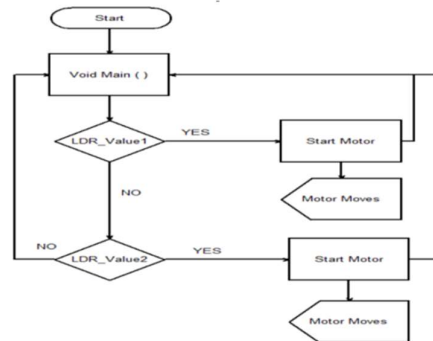 Start
Void Main ( )
LDR_Value1
YES
Start Motor
Motor Moves
NO
LDR_Value2
NO
YES
Start Motor
Motor Moves